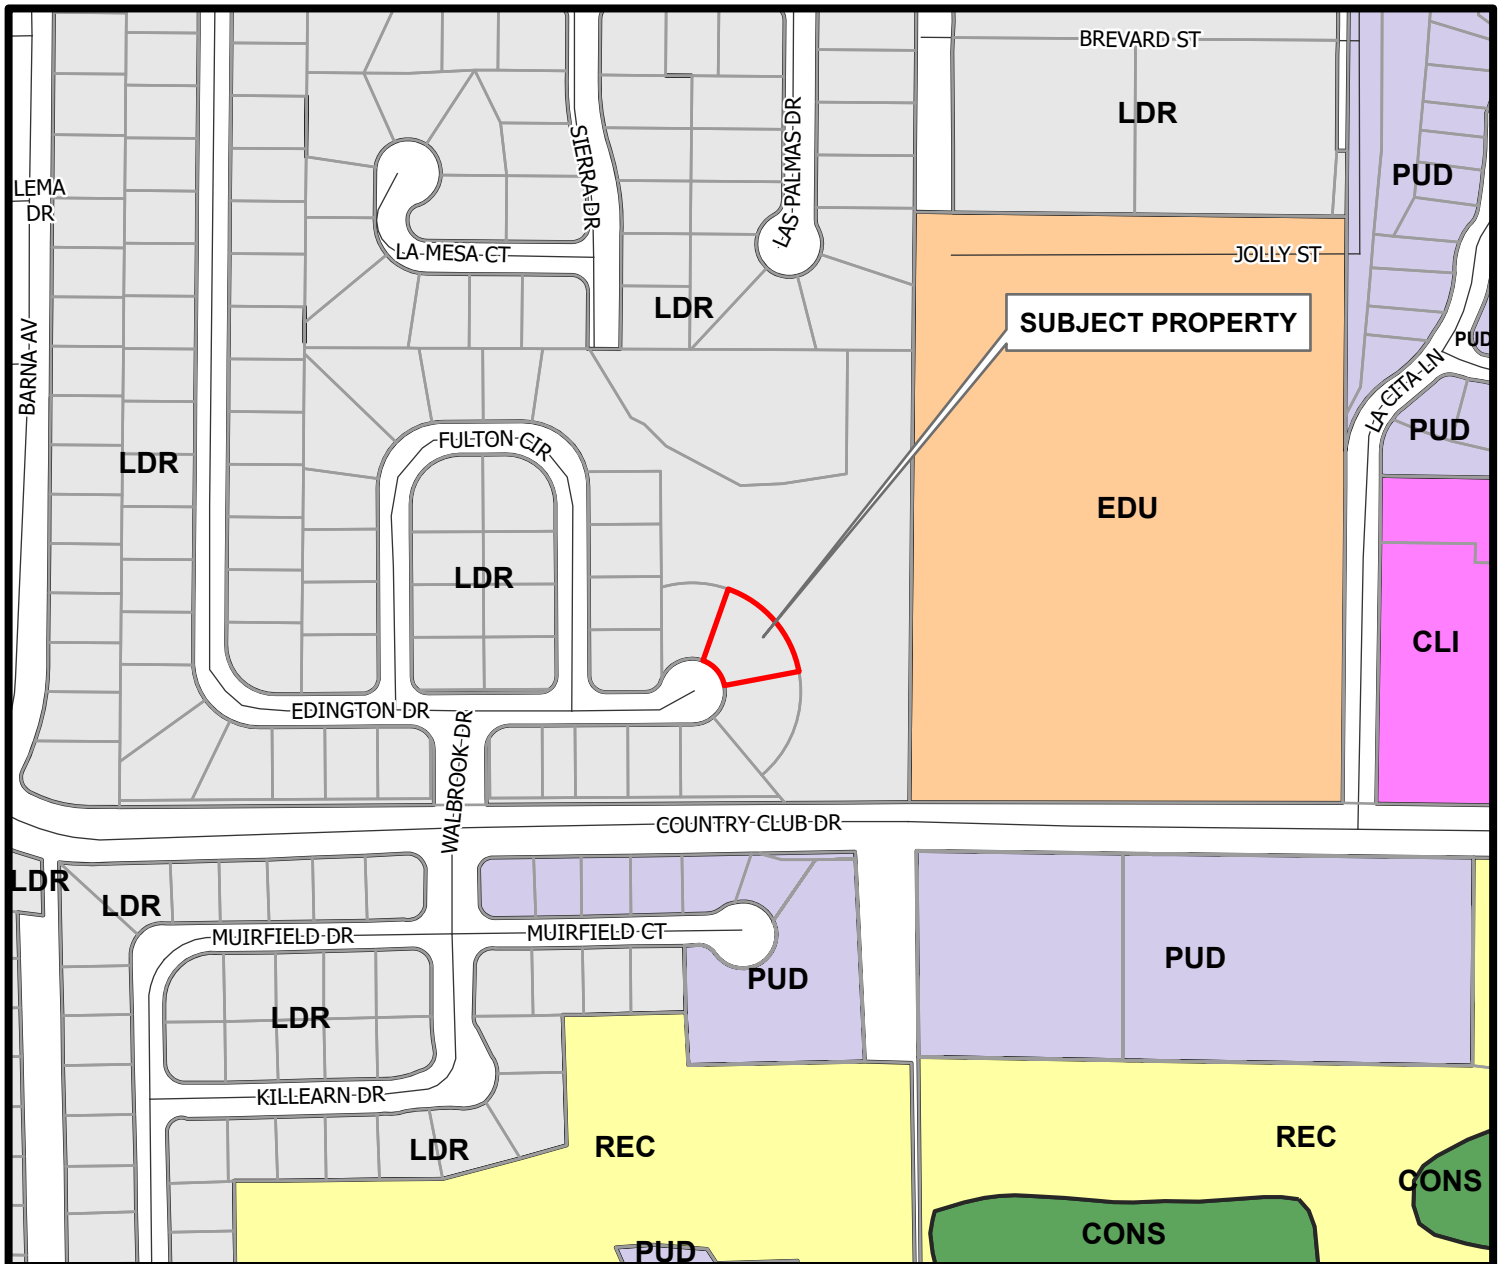 BREVARD ST
LDR
PUD
LEMA
DR
SIERRA DR
LAS PALMAS DR
LA MESA CT
JOLLY ST
LDR
SUBJECT PROPERTY
PUD
BARNA AV
LA CITA LN
FULTON CIR
PUD
LDR
EDU
LDR
CLI
EDINGTON DR
WALBROOK DR
COUNTRY CLUB DR
LDR
LDR
MUIRFIELD DR
MUIRFIELD CT
PUD
PUD
LDR
KILLEARN DR
LDR
REC
REC
CONS
CONS
PUD